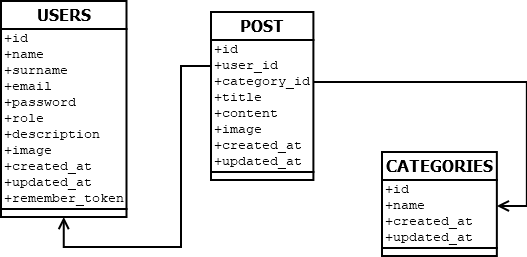 USERS
+id
+name
+surname
+email
+password
+role
+description
+image
+created_at
+updated_at
+remember_token
POST
+id
+user_id
+category_id
+title
+content
+image
+created_at
+updated_at
CATEGORIES
+id
+name
+created_at
+updated_at